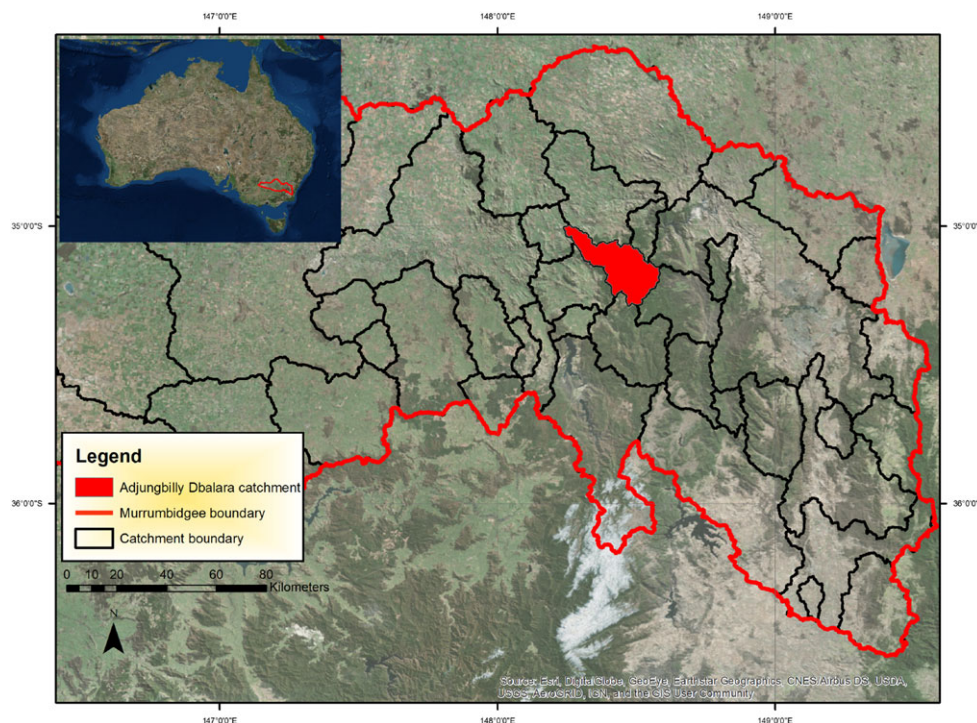 147°0'0"E 148°0'0"E 149°0'0"E
35°0'0"S 35°0'0"S
Legend
Adjungbilly Dbalara catchment
Murrumbidgee boundary
Catchment boundary
36°0'0"S 36°0'0"S
0 10 20 40 60 80
Kilometers
N
Source: Esri, DigitalGlobe, GeoEye, Earthstar Geographics, CNES/Airbus DS, USDA,
USGS, AeroGRID, IGN, and the GIS User Community
147°0'0"E 148°0'0"E 149°0'0"E